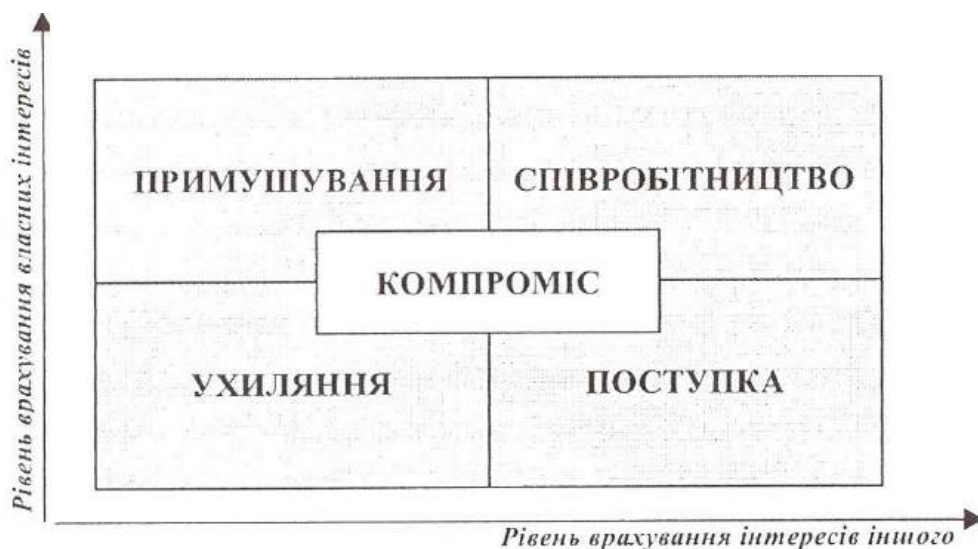 Рівень врахування власних інтересів
ПРИМУШУВАННЯ
СПІВРОБІТНИЦТВО
КОМПРОМІС
УХИЛЯННЯ
ПОСТУПКА
Рівень врахування інтересів іншого